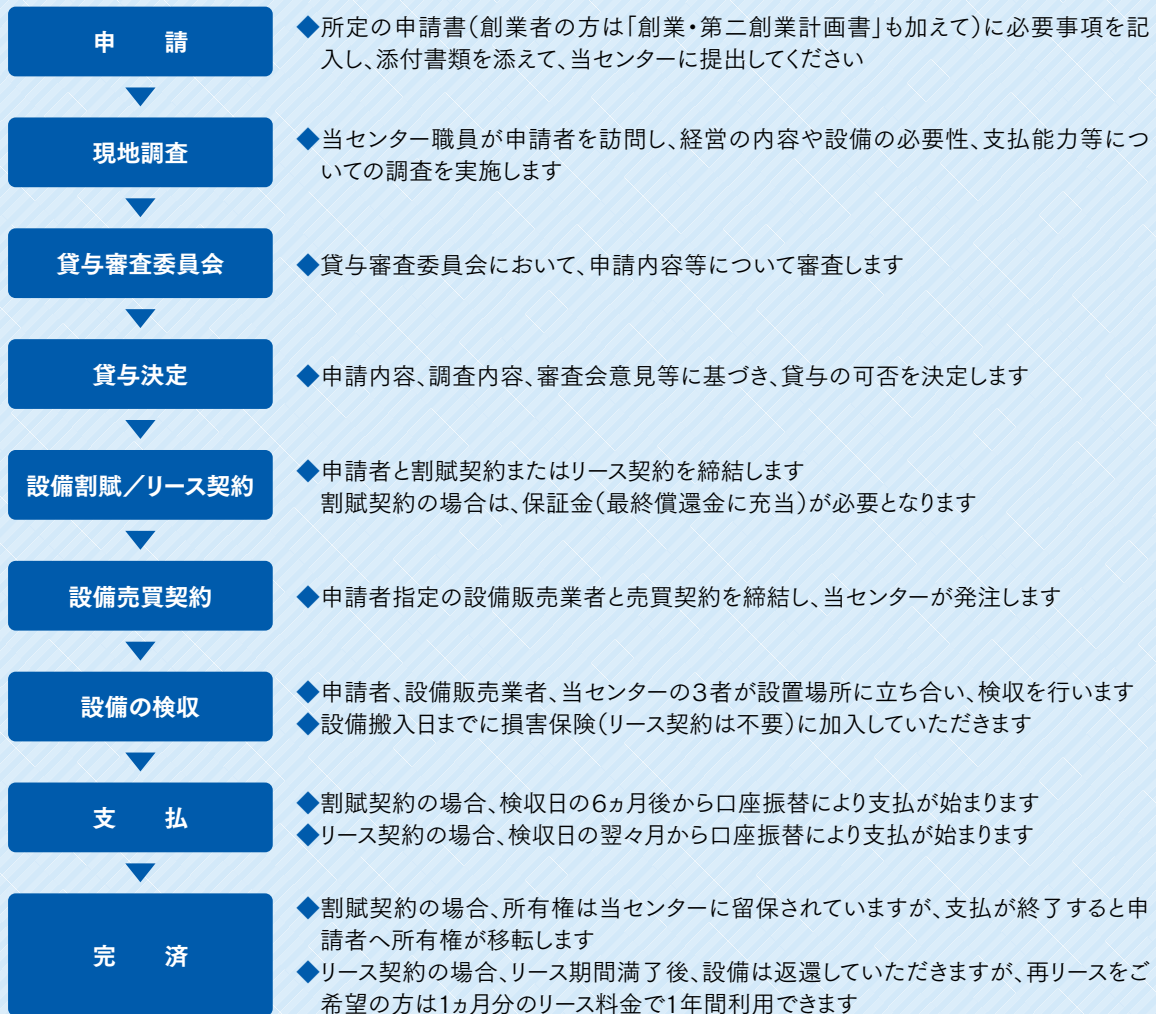 申　請
◆所定の申請書(創業者の方は「創業・第二創業計画書」も加えて)に必要事項を記
入し、添付書類を添えて、当センターに提出してください
現地調査
◆当センター職員が申請者を訪問し、経営の内容や設備の必要性、支払能力等につ
いての調査を実施します
貸与審査委員会
◆貸与審査委員会において、申請内容等について審査します
貸与決定
◆申請内容、調査内容、審査会意見等に基づき、貸与の可否を決定します
設備割賦／リース契約
◆申請者と割賦契約またはリース契約を締結します
割賦契約の場合は、保証金(最終償還金に充当)が必要となります
設備売買契約
◆申請者指定の設備販売業者と売買契約を締結し、当センターが発注します
設備の検収
◆申請者、設備販売業者、当センターの3者が設置場所に立ち合い、検収を行います
◆設備搬入日までに損害保険(リース契約は不要)に加入していただきます
支　払
◆割賦契約の場合、検収日の6ヵ月後から口座振替により支払が始まります
◆リース契約の場合、検収日の翌々月から口座振替により支払が始まります
完　済
◆割賦契約の場合、所有権は当センターに留保されていますが、支払が終了すると申
請者へ所有権が移転します
◆リース契約の場合、リース期間満了後、設備は返還していただきますが、再リースをご
希望の方は1ヵ月分のリース料金で1年間利用できます